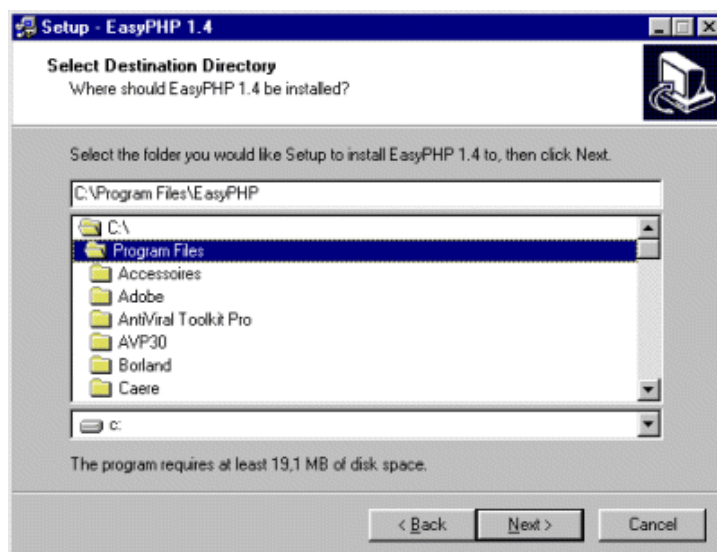 Setup - EasyPHP 1.4
Select Destination Directory
Where should EasyPHP 1.4 be installed?
Select the folder you would like Setup to install EasyPHP 1.4 to, then click Next.
C:\Program Files\EasyPHP
C:\
Program Files
Accessoires
Adobe
AntiViral Toolkit Pro
AVP30
Borland
Caere
c:
The program requires at least 19,1 MB of disk space.
< Back Next > Cancel